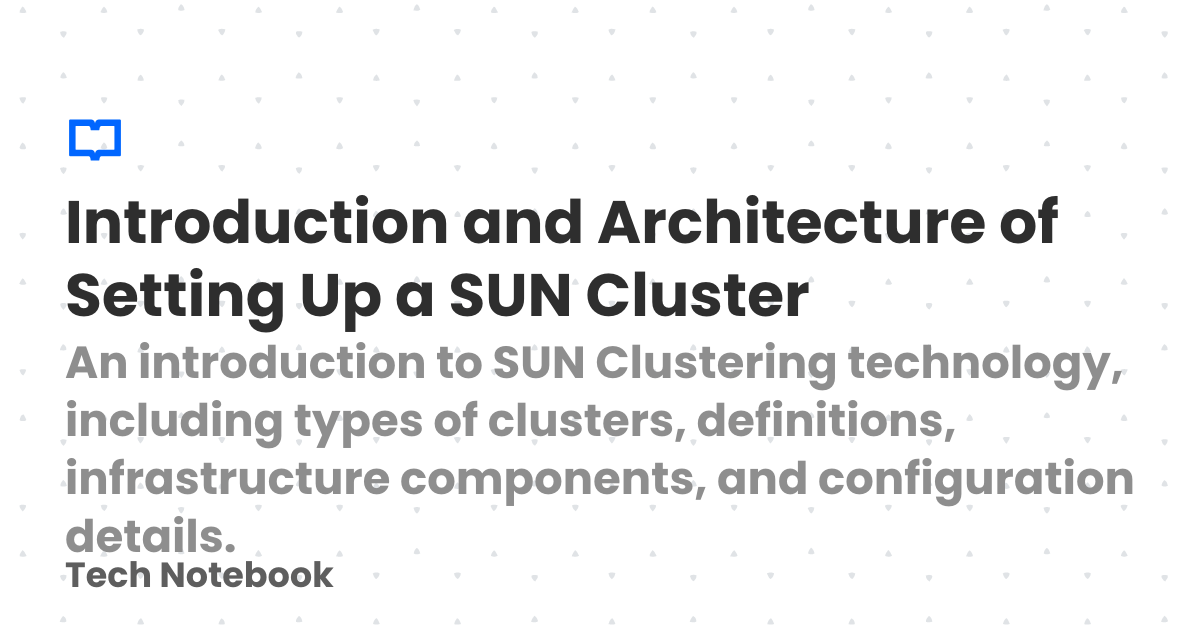 Introduction and Architecture of
Setting Up a SUN Cluster
An introduction to SUN Clustering technology,
including types of clusters, definitions,
infrastructure components, and configuration
details.
Tech Notebook